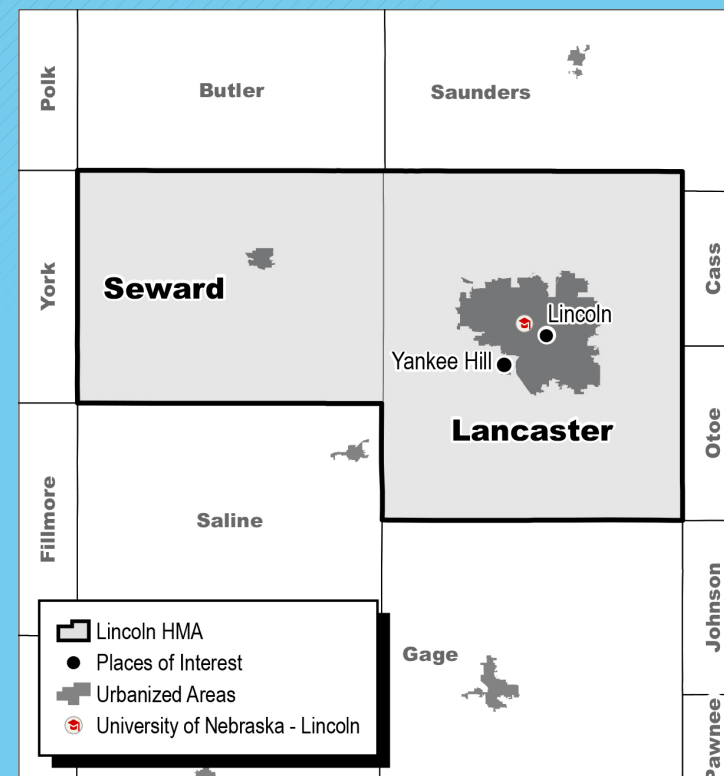 Polk
Butler
Saunders
York
Seward
Cass
Lincoln
Yankee Hill
Otoe
Lancaster
Fillmore
Saline
Johnson
Gage
Pawnee
Lincoln HMA
Places of Interest
Urbanized Areas
University of Nebraska - Lincoln